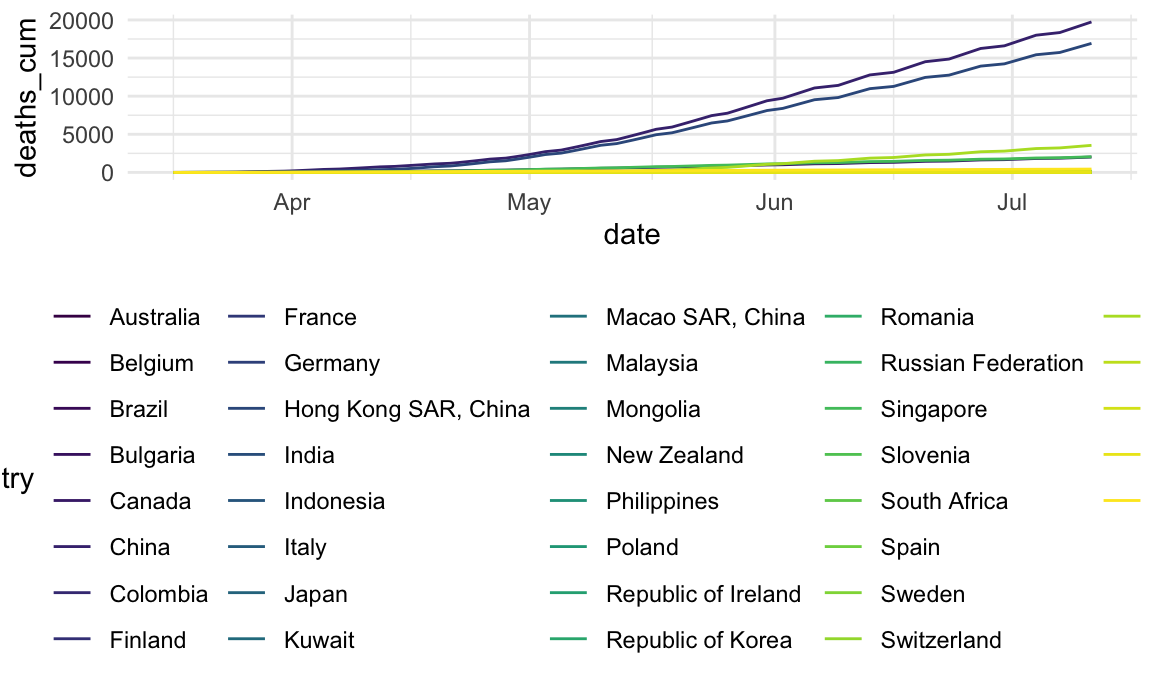 20000
15000
10000
5000
0
deaths_cum
Apr May Jun Jul
date
try
Australia France Macao SAR, China Romania
Belgium Germany Malaysia Russian Federation
Brazil Hong Kong SAR, China Mongolia Singapore
Bulgaria India New Zealand Slovenia
Canada Indonesia Philippines South Africa
China Italy Poland Spain
Colombia Japan Republic of Ireland Sweden
Finland Kuwait Republic of Korea Switzerland